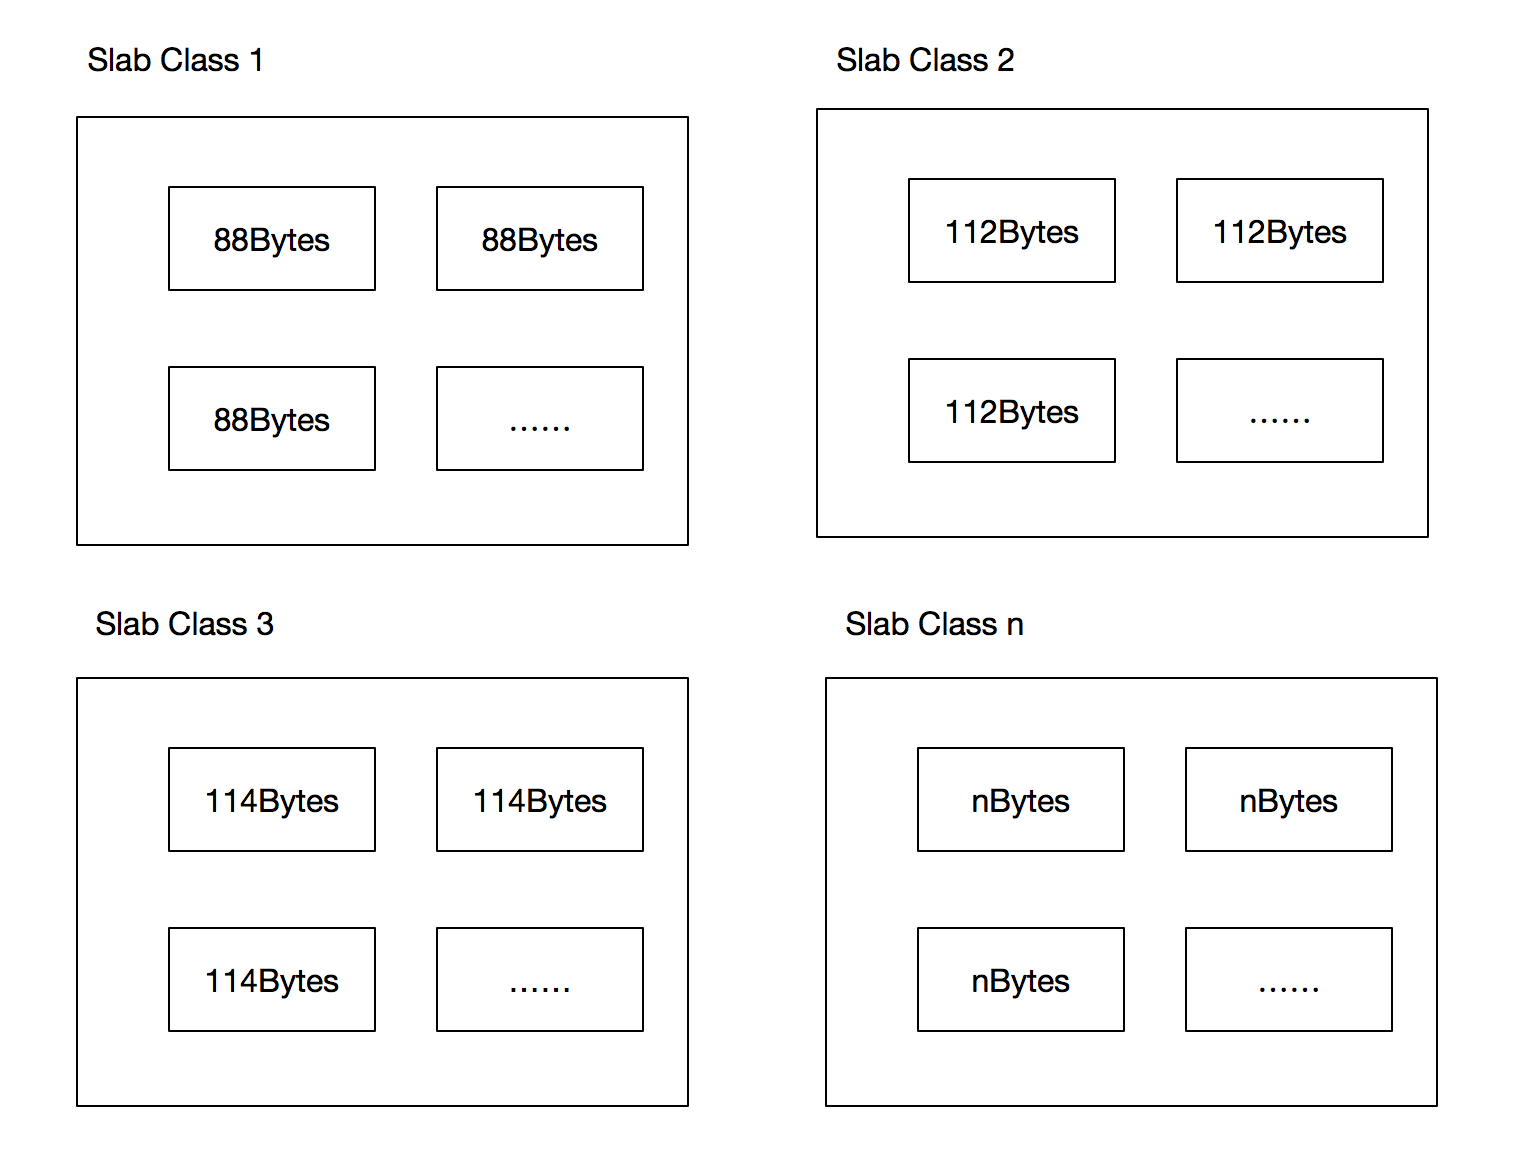 Slab Class 1
88Bytes
88Bytes
88Bytes
......
Slab Class 2
112Bytes
112Bytes
112Bytes
......
Slab Class 3
114Bytes
114Bytes
114Bytes
......
Slab Class n
nBytes
nBytes
nBytes
......